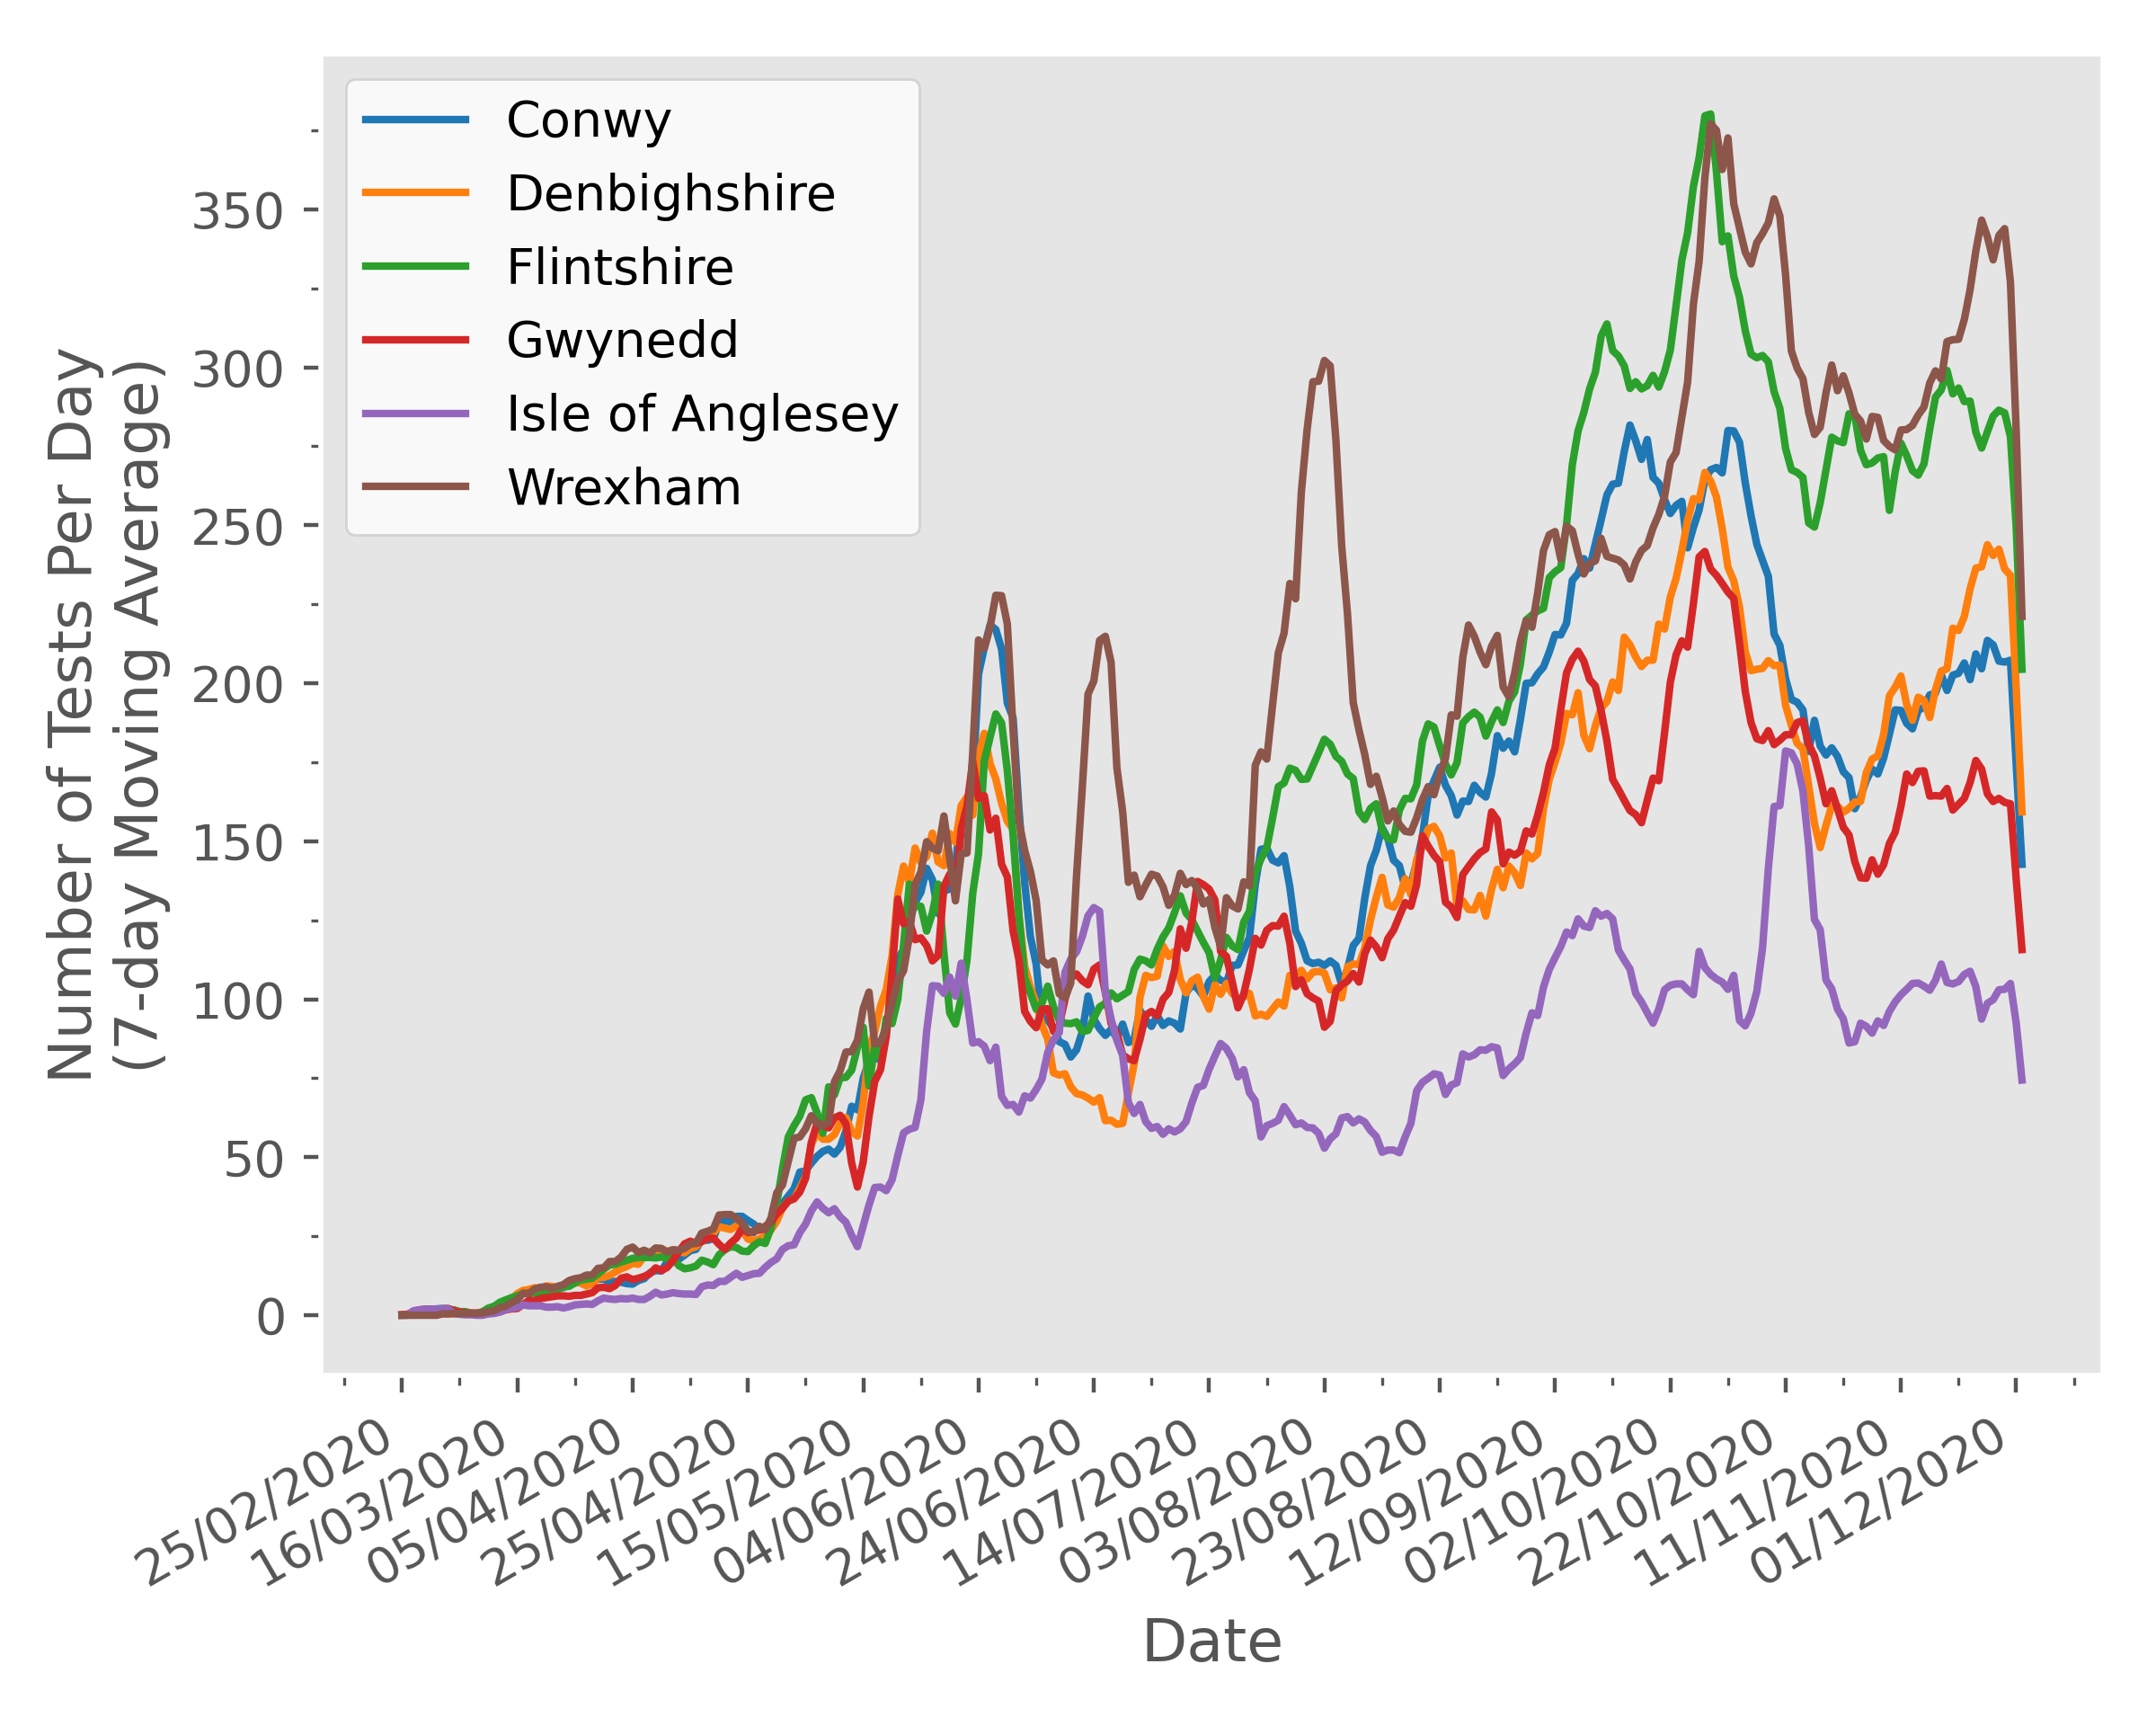 Conwy
Denbighshire
Flintshire
Gwynedd
Isle of Anglesey
Wrexham
Number of Tests Per Day
(7-day Moving Average)
350
300
250
200
150
100
50
0
25/02/2020
16/03/2020
05/04/2020
25/04/2020
15/05/2020
04/06/2020
24/06/2020
14/07/2020
03/08/2020
23/08/2020
12/09/2020
02/10/2020
22/10/2020
11/11/2020
01/12/2020
Date